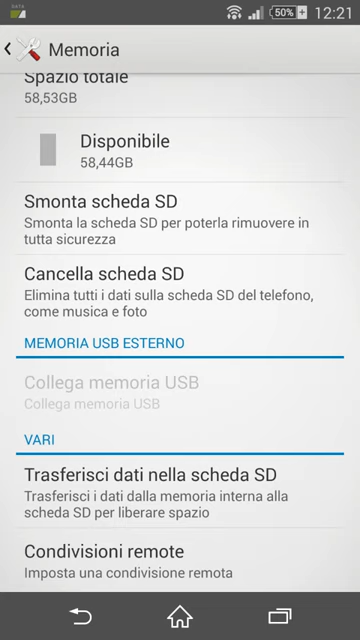 DATA
50%
12:21
Memoria
Spazio totale
58,53GB
Disponibile
58,44GB
Smonta scheda SD
Smonta la scheda SD per poterla rimuovere in
tutta sicurezza
Cancella scheda SD
Elimina tutti i dati sulla scheda SD del telefono,
come musica e foto
MEMORIA USB ESTERNO
Collega memoria USB
Collega memoria USB
VARI
Trasferisci dati nella scheda SD
Trasferisci i dati dalla memoria interna alla
scheda SD per liberare spazio
Condivisioni remote
Imposta una condivisione remota